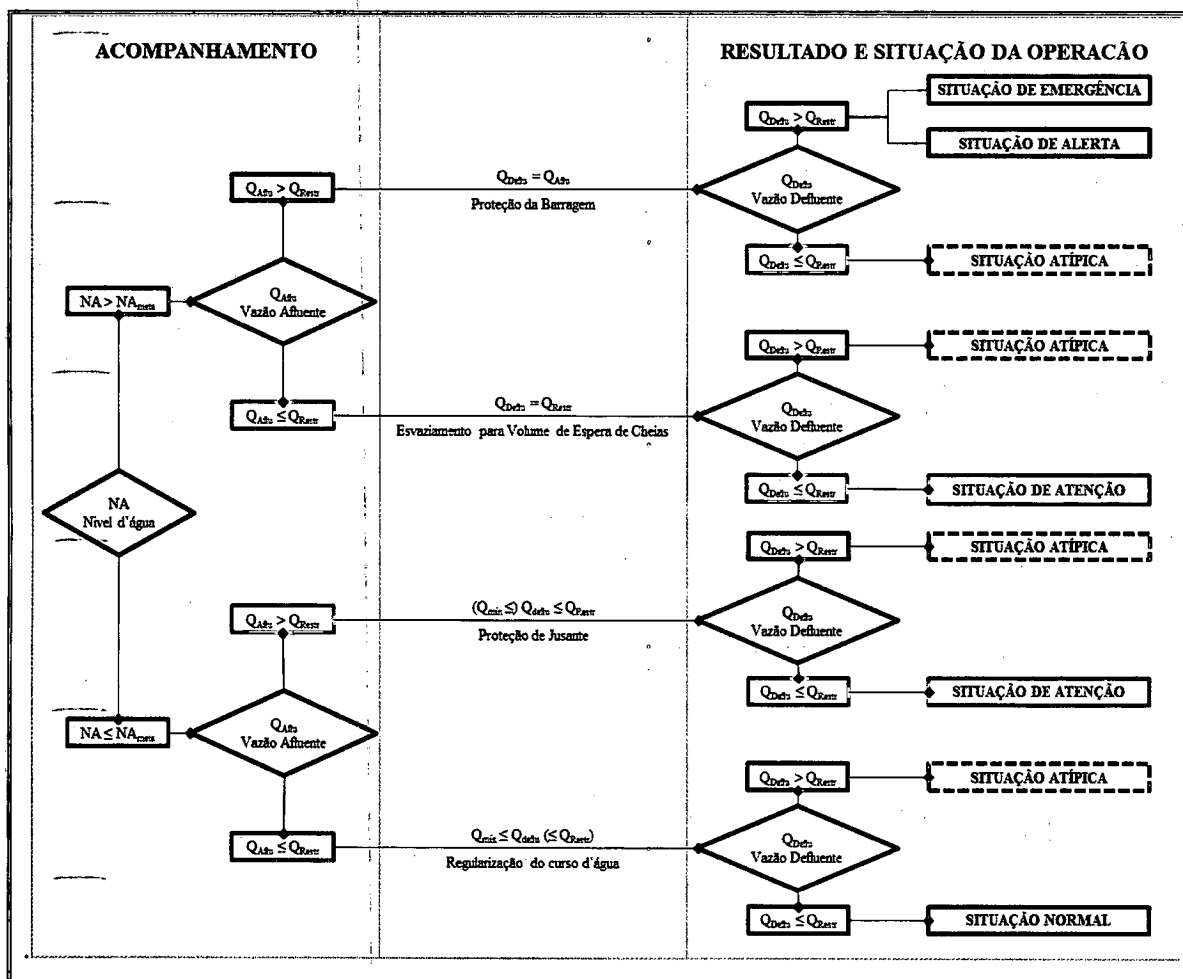 ACOMPANHAMENTO
RESULTADO E SITUAÇÃO DA OPERACÃO
SITUAÇÃO DE EMERGÊNCIA
QDeflu > QRestr
SITUAÇÃO DE ALERTA
QAflu > QRestr
QDeflu = QAflu
Proteção da Barragem
QDeflu
Vazão Defluente
QDeflu ≤ QRestr
SITUAÇÃO ATÍPICA
NA > NAmeta
QAflu
Vazão Afluente
QDeflu > QRestr
SITUAÇÃO ATÍPICA
QAflu ≤ QRestr
QDeflu = QRestr
Esvaziamento para Volume de Espera de Cheias
QDeflu
Vazão Defluente
QDeflu ≤ QRestr
SITUAÇÃO DE ATENÇÃO
NA
Nivel d'água
QDeflu > QRestr
SITUAÇÃO ATÍPICA
QAflu > QRestr
(Qmin ≤) Qdeflu ≤ QRestr
Proteção de Jusante
QDeflu
Vazão Defluente
QDeflu ≤ QRestr
SITUAÇÃO DE ATENÇÃO
NA ≤ NAmeta
QAflu
Vazão Afluente
QDeflu > QRestr
SITUAÇÃO ATÍPICA
QAflu ≤ QRestr
Qmin ≤ Qdeflu (≤ QRestr)
Regularização do curso d'água
QDeflu
Vazão Defluente
QDeflu ≤ QRestr
SITUAÇÃO NORMAL